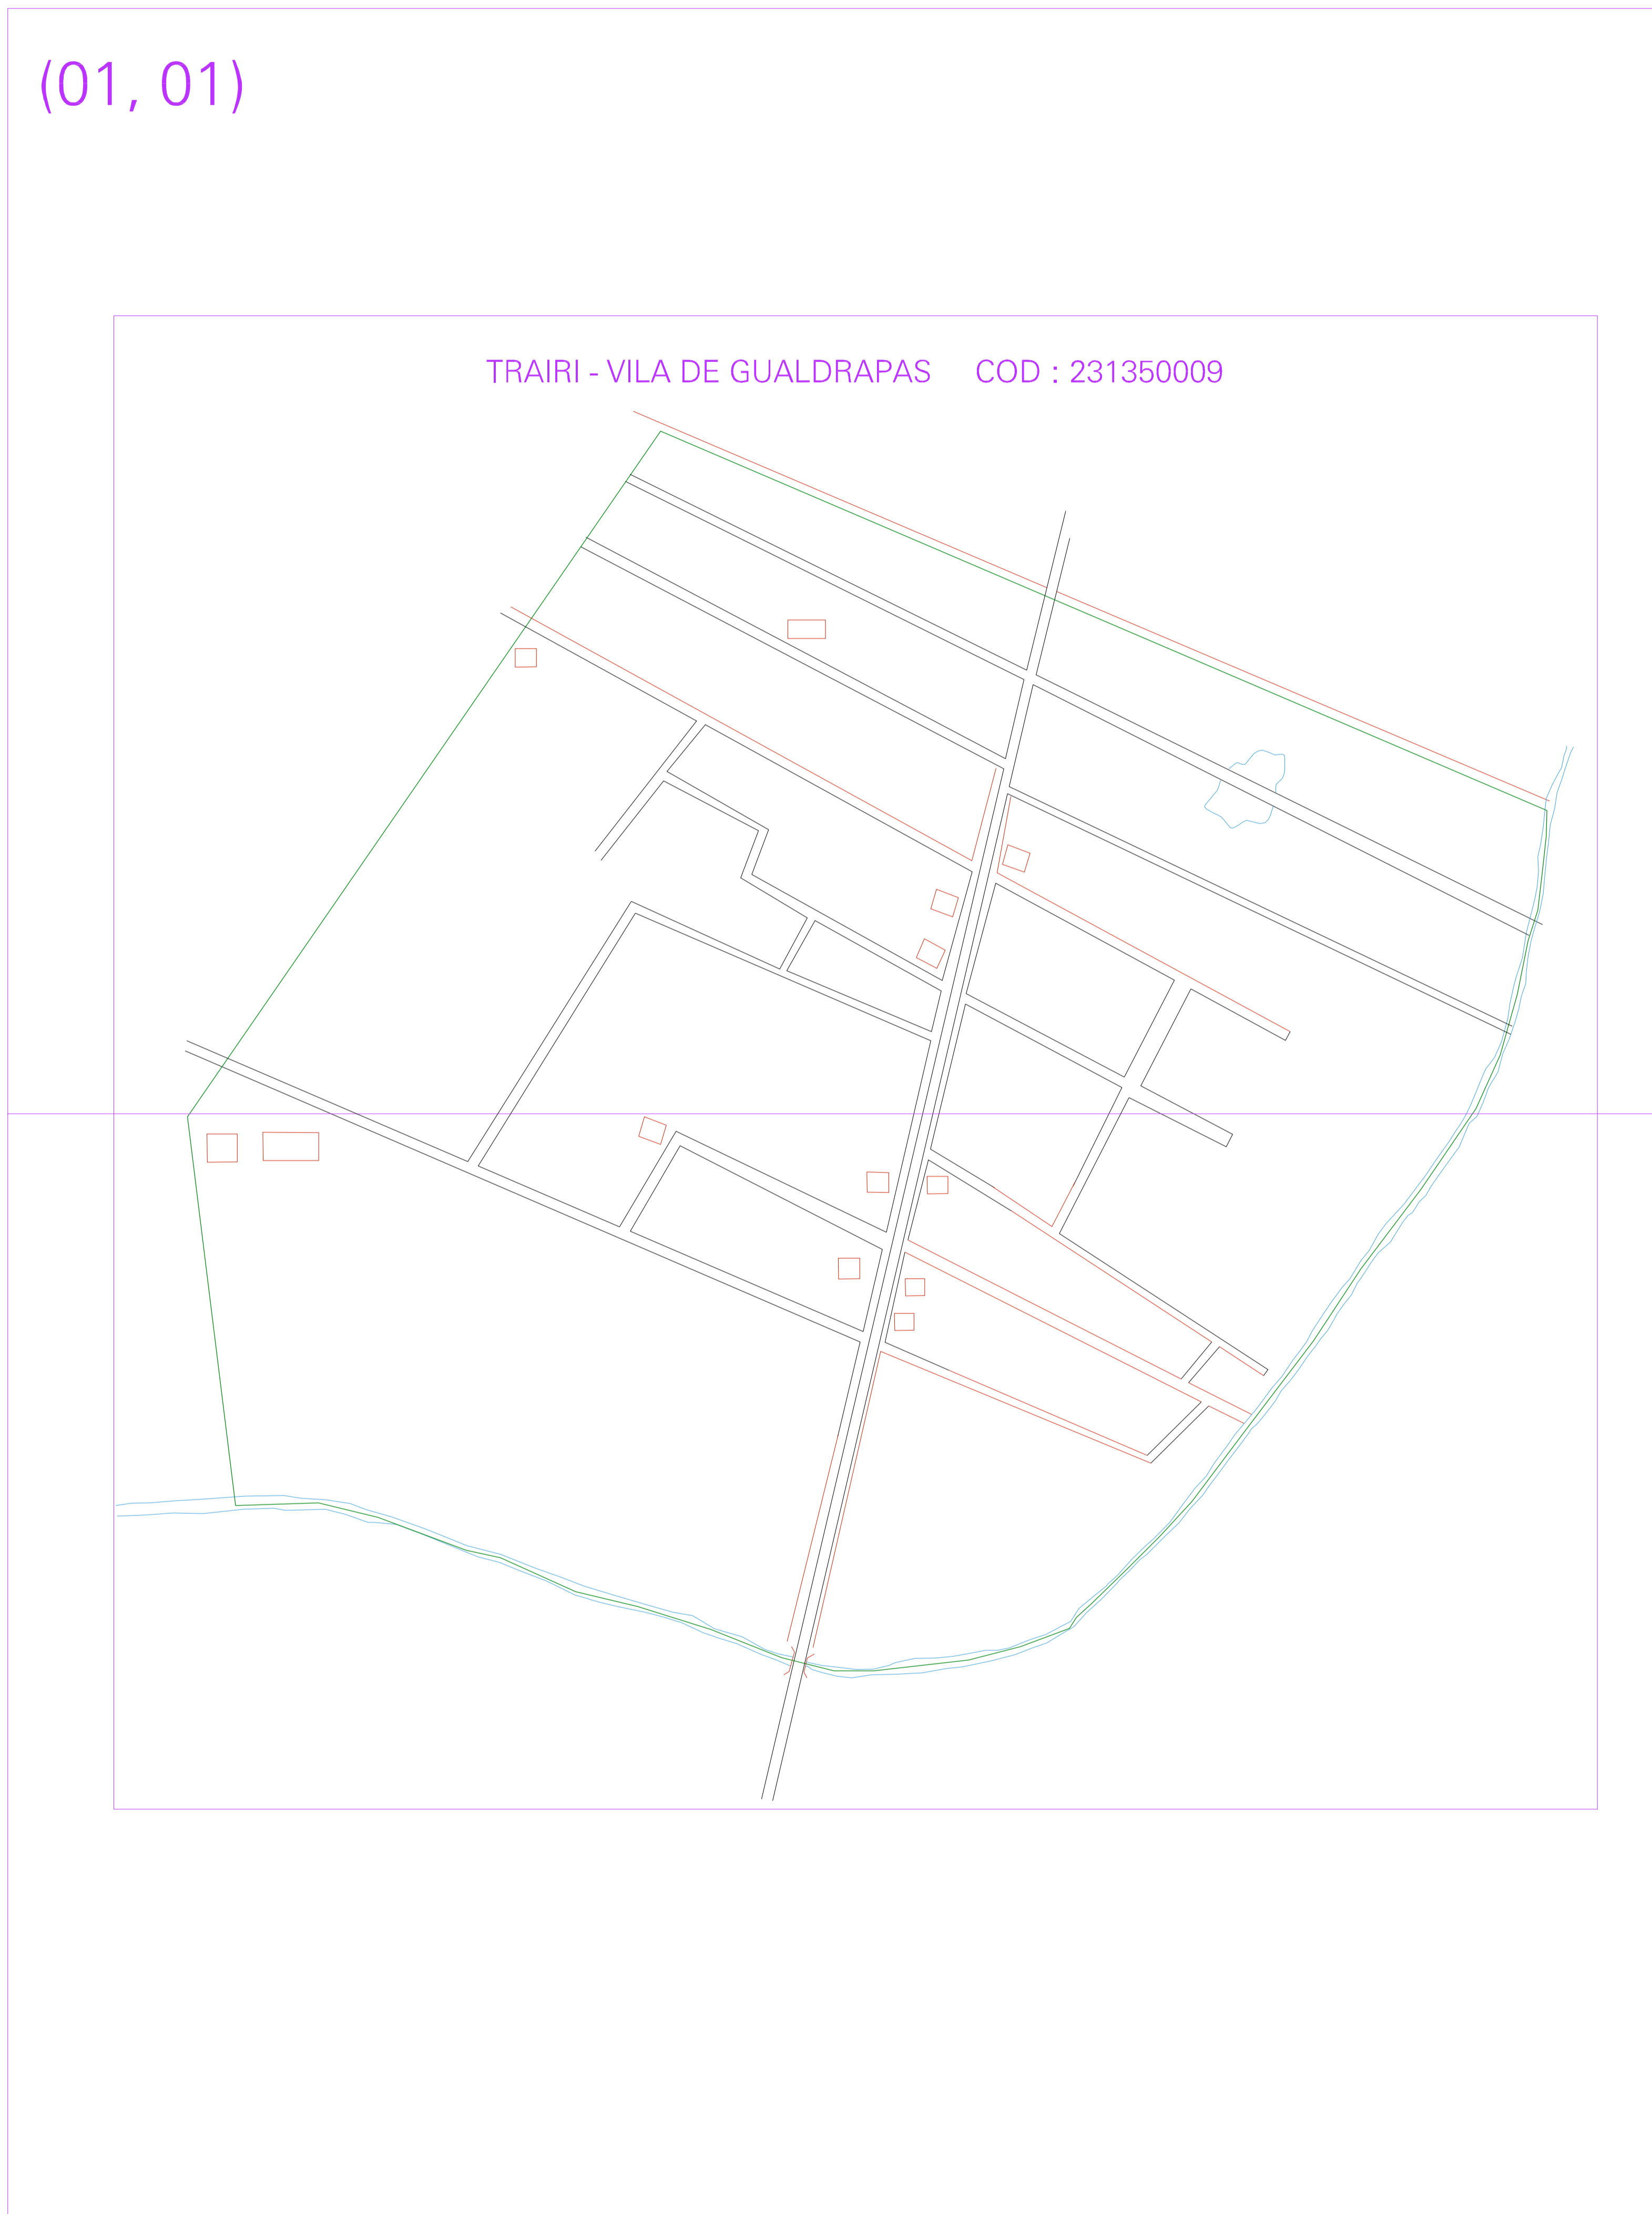 (01, 01)
TRAIRI - VILA DE GUALDRAPAS COD : 231350009